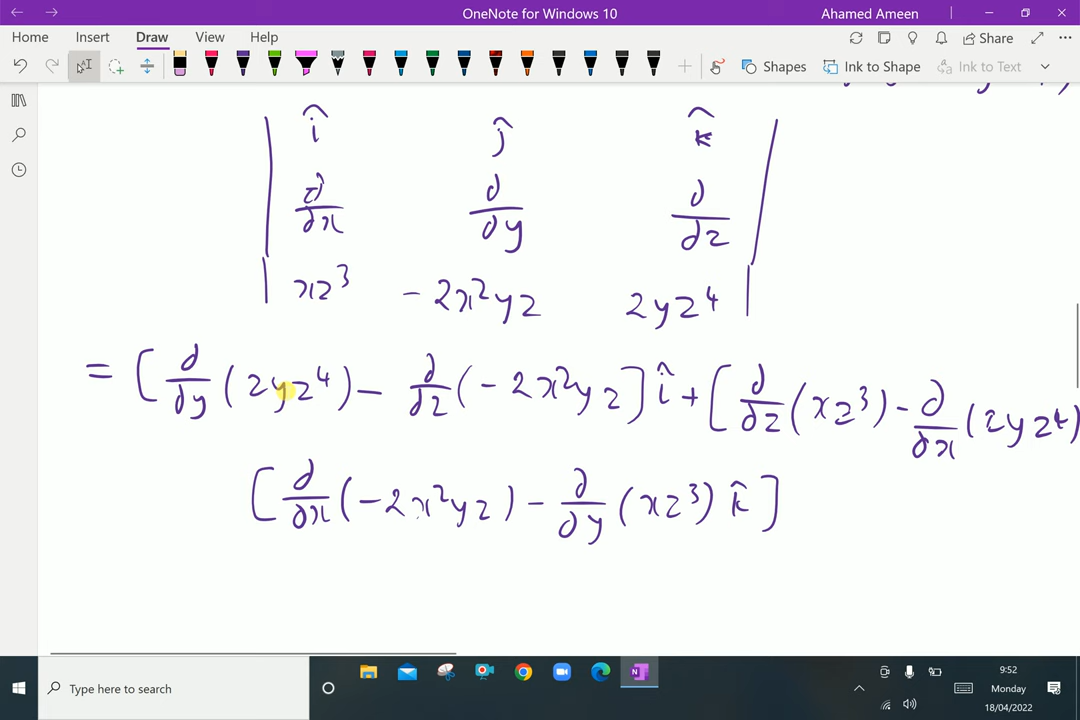 OneNote for Windows 10
Ahamed Ameen
Home Insert Draw View Help
Share
Shapes
Ink to Shape
Ink to Text
î ĵ k̂
∂/∂x ∂/∂y ∂/∂z
xz³ -2x²yz 2yz⁴
= [∂/∂y (2yz⁴) - ∂/∂z (-2x²yz] î + [∂/∂z (xz³) - ∂/∂x (2yz⁴)
[∂/∂x (-2x²yz) - ∂/∂y (xz³) k̂]
Type here to search
9:52
Monday
18/04/2022